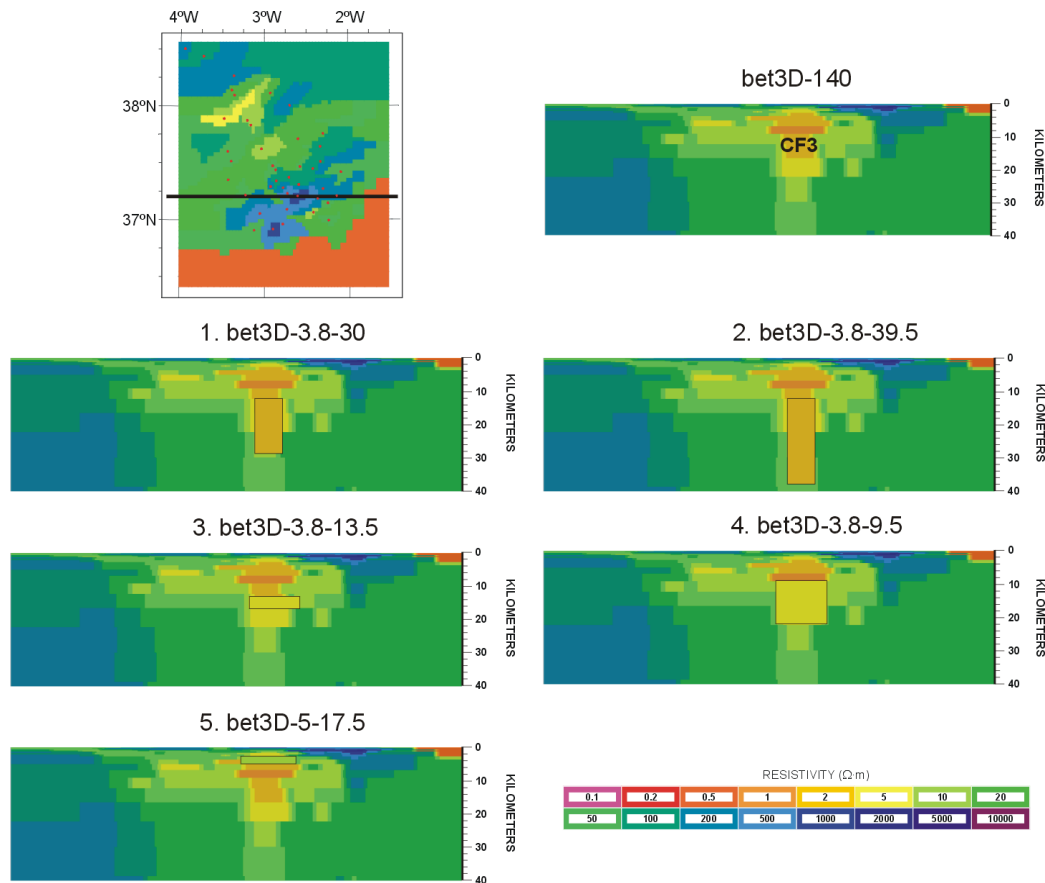 4ºW 3ºW 2ºW
38ºN
37ºN
bet3D-140
CF3
0
10
20
30
40
KILOMETERS
1. bet3D-3.8-30
0
10
20
30
40
KILOMETERS
2. bet3D-3.8-39.5
0
10
20
30
40
KILOMETERS
3. bet3D-3.8-13.5
0
10
20
30
40
KILOMETERS
4. bet3D-3.8-9.5
0
10
20
30
40
KILOMETERS
5. bet3D-5-17.5
0
10
20
30
40
KILOMETERS
RESISTIVITY (Ω·m)
0.1 0.2 0.5 1 2 5 10 20
50 100 200 500 1000 2000 5000 10000